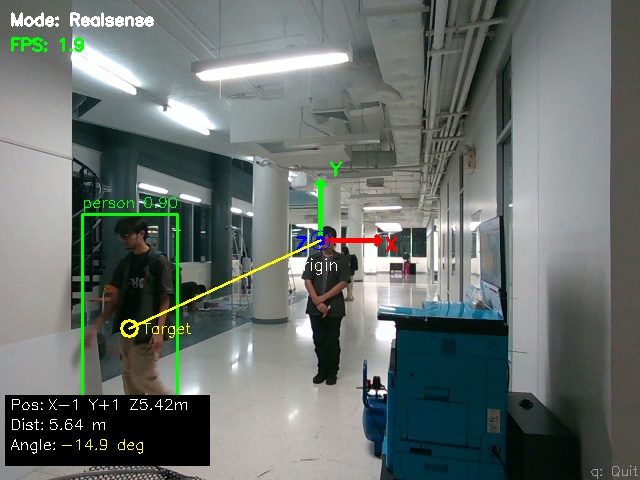 Mode: Realsense
FPS: 1.9
person 0.90
Y
Z
X
rigin
Target
Pos: X-1 Y+1 Z5.42m
Dist: 5.64 m
Angle: -14.9 deg
q: Quit